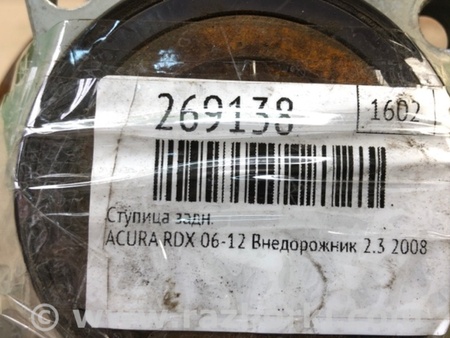 269138
1602
Ступица задн.
ACURA RDX 06-12 Внедорожник 2.3 2008